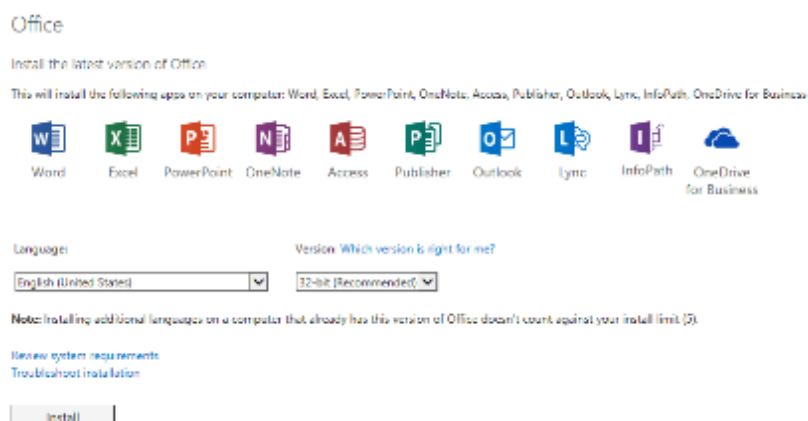 Office
Install the latest version of Office
This will install the following apps on your computer: Word, Excel, PowerPoint, OneNote, Access, Publisher, Outlook, Lync, InfoPath, OneDrive for Business
Word Excel PowerPoint OneNote Access Publisher Outlook Lync InfoPath OneDrive for Business
Language: Version: Which version is right for me?
English (United States) 32-bit (Recommended)
Note: Installing additional languages on a computer that already has this version of Office doesn't count against your install limit (5).
Review system requirements
Troubleshoot installation
Install